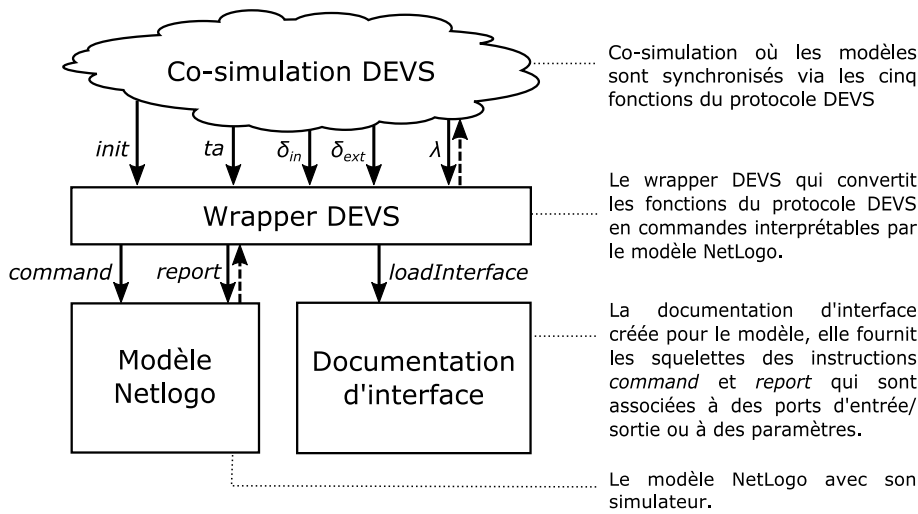 Co-simulation DEVS
Co-simulation où les modèles
sont synchronisés via les cinq
fonctions du protocole DEVS
init
ta
δin
δext
λ
Wrapper DEVS
Le wrapper DEVS qui convertit
les fonctions du protocole DEVS
en commandes interprétables par
le modèle NetLogo.
command
report
loadInterface
Modèle
Netlogo
Documentation
d'interface
La documentation d'interface
créée pour le modèle, elle fournit
les squelettes des instructions
command et report qui sont
associées à des ports d'entrée/
sortie ou à des paramètres.
Le modèle NetLogo avec son
simulateur.